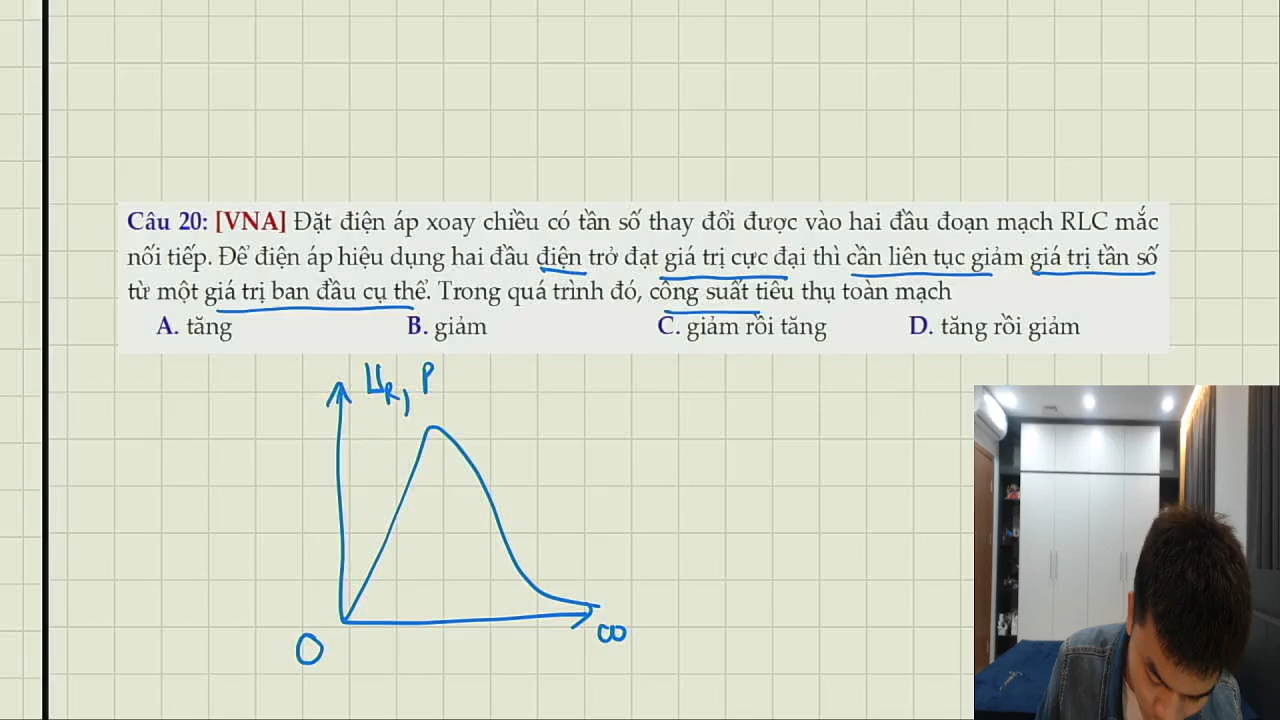 Câu 20: [VNA] Đặt điện áp xoay chiều có tần số thay đổi được vào hai đầu đoạn mạch RLC mắc
nối tiếp. Để điện áp hiệu dụng hai đầu điện trở đạt giá trị cực đại thì cần liên tục giảm giá trị tần số
từ một giá trị ban đầu cụ thể. Trong quá trình đó, công suất tiêu thụ toàn mạch
A. tăng B. giảm C. giảm rồi tăng D. tăng rồi giảm
U_R, P
O ∞